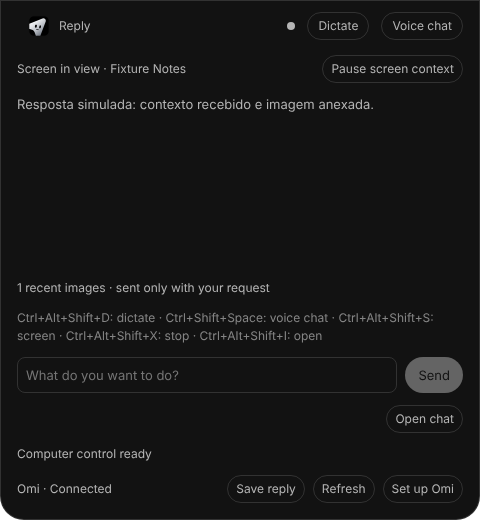 Reply
Dictate
Voice chat
Screen in view · Fixture Notes
Pause screen context
Resposta simulada: contexto recebido e imagem anexada.
1 recent images · sent only with your request
Ctrl+Alt+Shift+D: dictate · Ctrl+Shift+Space: voice chat · Ctrl+Alt+Shift+S:
screen · Ctrl+Alt+Shift+X: stop · Ctrl+Alt+Shift+I: open
What do you want to do?
Send
Open chat
Computer control ready
Omi · Connected
Save reply
Refresh
Set up Omi